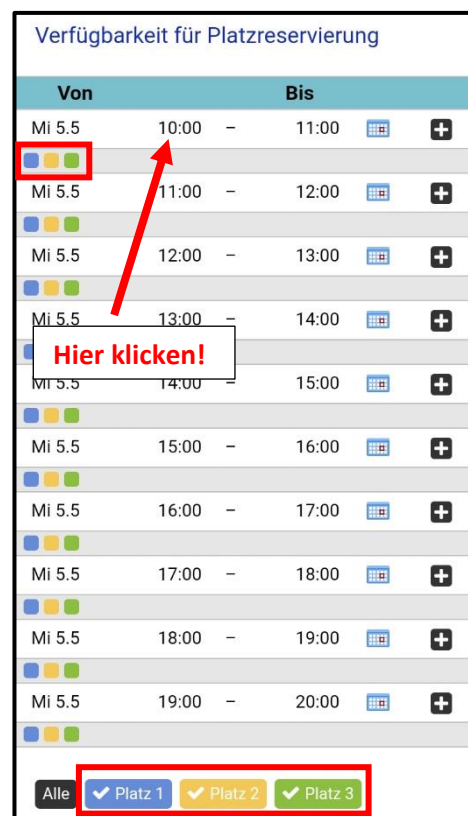 Verfügbarkeit für Platzreservierung
Von Bis
Mi 5.5 10:00 – 11:00
Mi 5.5 11:00 – 12:00
Mi 5.5 12:00 – 13:00
Mi 5.5 13:00 – 14:00
Hier klicken!
Mi 5.5 14:00 – 15:00
Mi 5.5 15:00 – 16:00
Mi 5.5 16:00 – 17:00
Mi 5.5 17:00 – 18:00
Mi 5.5 18:00 – 19:00
Mi 5.5 19:00 – 20:00
Alle Platz 1 Platz 2 Platz 3